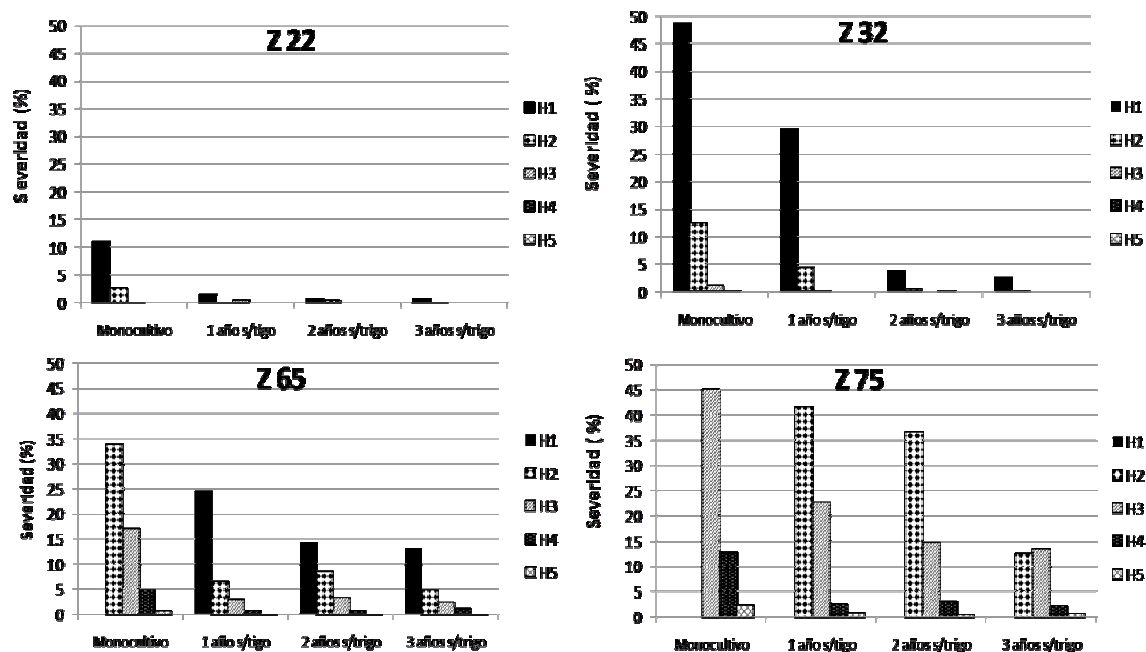 Z 22
Severidad (%)
50
45
40
35
30
25
20
15
10
5
0
Monocultivo 1 año s/tigo 2 años s/trigo 3 años s/trigo
H1
H2
H3
H4
H5
Z 32
Severidad ( %)
50
45
40
35
30
25
20
15
10
5
0
Monocultivo 1 año s/tigo 2 años s/trigo 3 años s/trigo
H1
H2
H3
H4
H5
Z 65
Severidad (%)
50
45
40
35
30
25
20
15
10
5
0
Monocultivo 1 año s/trigo 2 años s/trigo 3 años s/trigo
H1
H2
H3
H4
H5
Z 75
Severidad ( %)
50
45
40
35
30
25
20
15
10
5
0
Monocultivo 1 año s/trigo 2 años s/trigo 3 años s/trigo
H1
H2
H3
H4
H5